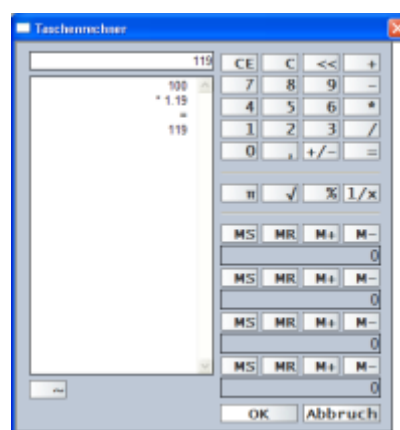 Taschenrechner
119
100
* 1.19
=
119
CE C << +
7 8 9 -
4 5 6 *
1 2 3 /
0 , +/- =
π √ % 1/x
MS MR M+ M-
0
MS MR M+ M-
0
MS MR M+ M-
0
MS MR M+ M-
0
OK Abbruch